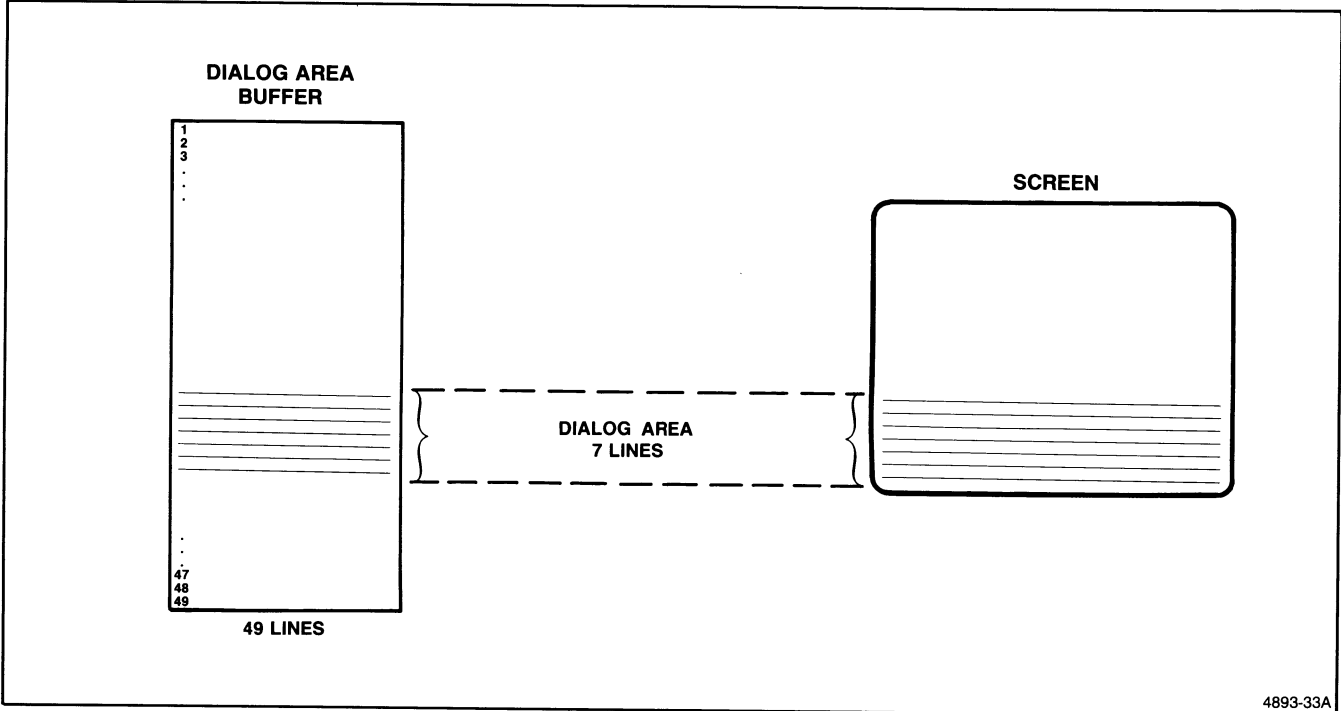 DIALOG AREA
BUFFER
1
2
3
.
.
.
.
.
.
47
48
49
49 LINES
DIALOG AREA
7 LINES
SCREEN
4893-33A